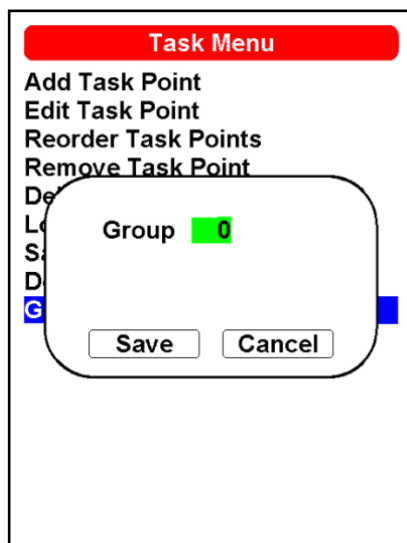 Task Menu
Add Task Point
Edit Task Point
Reorder Task Points
Remove Task Point
Group 0
Save Cancel